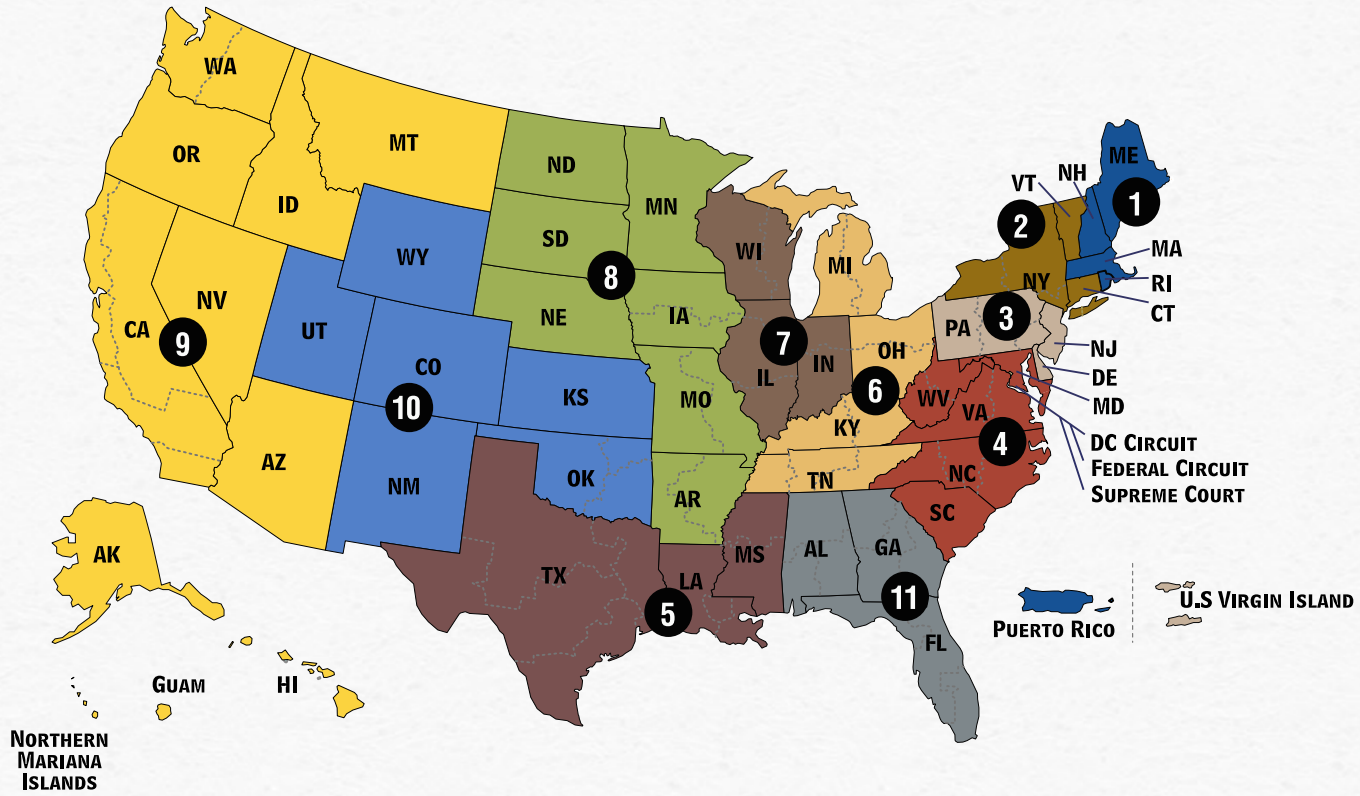 WA
OR
ID
MT
CA
NV
9
UT
AZ
WY
CO
10
NM
ND
SD
NE
KS
OK
8
MN
IA
MO
AR
TX
LA
5
MS
WI
IL
7
IN
MI
OH
6
KY
TN
AL
GA
11
FL
WV
VA
4
NC
SC
PA
3
NY
2
VT
NH
ME
1
MA
RI
CT
NJ
DE
MD
DC CIRCUIT
FEDERAL CIRCUIT
SUPREME COURT
AK
HI
GUAM
NORTHERN
MARIANA
ISLANDS
PUERTO RICO
U.S VIRGIN ISLAND